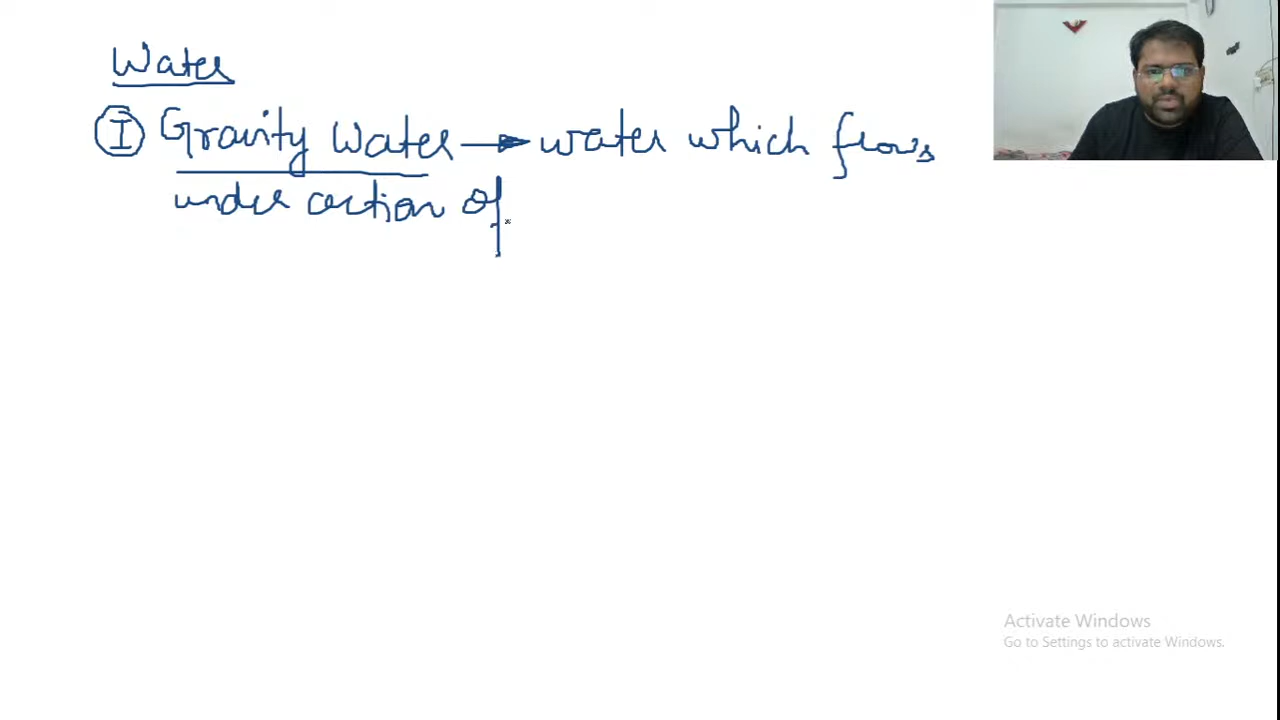 Water
I Gravity Water → water which flows
under action of
Activate Windows
Go to Settings to activate Windows.